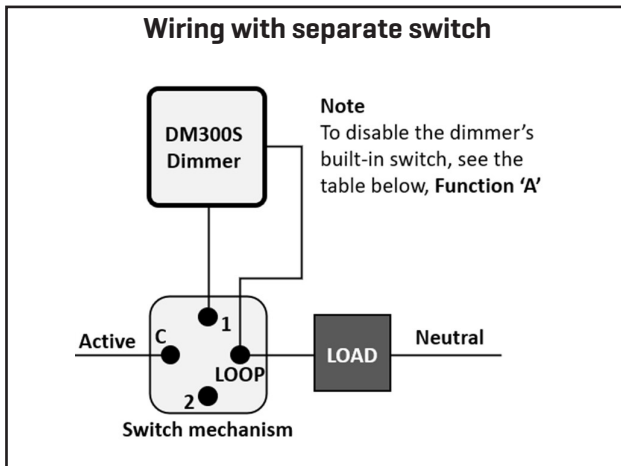 Wiring with separate switch
DM300S
Dimmer
Note
To disable the dimmer’s
built-in switch, see the
table below, Function ‘A’
Active
C
1
LOOP
2
LOAD
Neutral
Switch mechanism